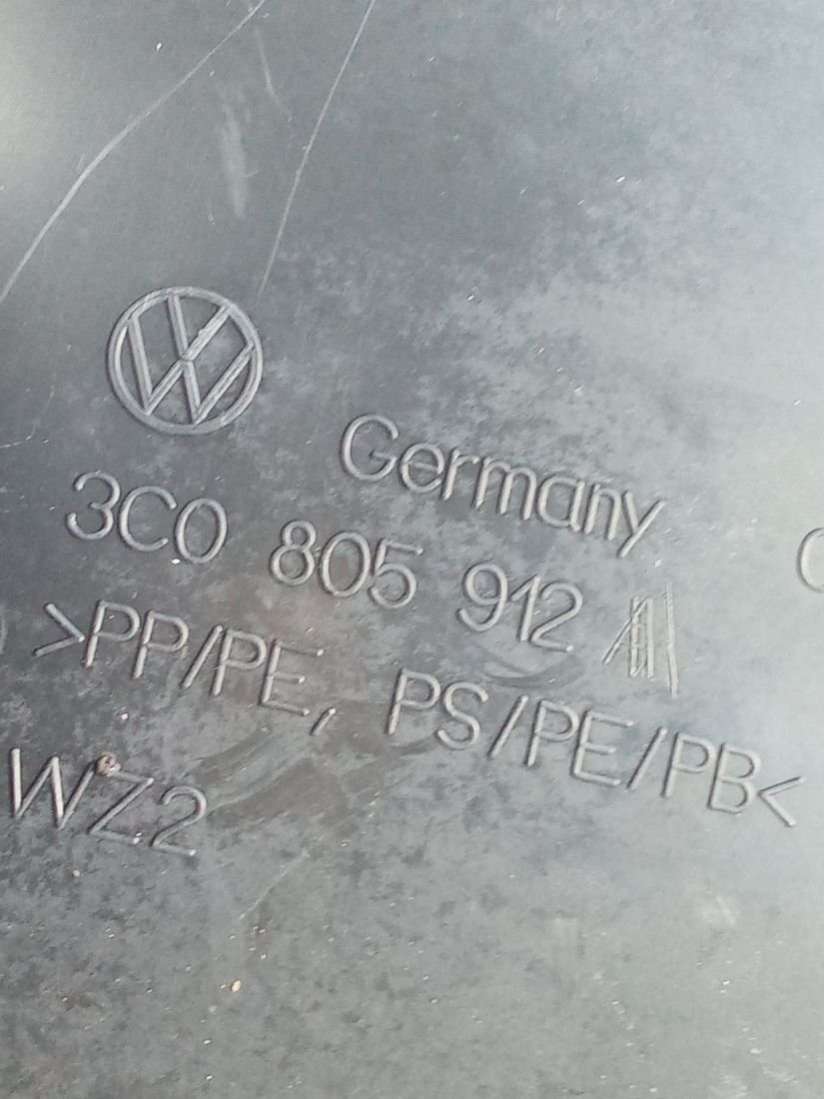 Germany
3C0 805 912
>PP/PE, PS/PE/PB<
WZ2